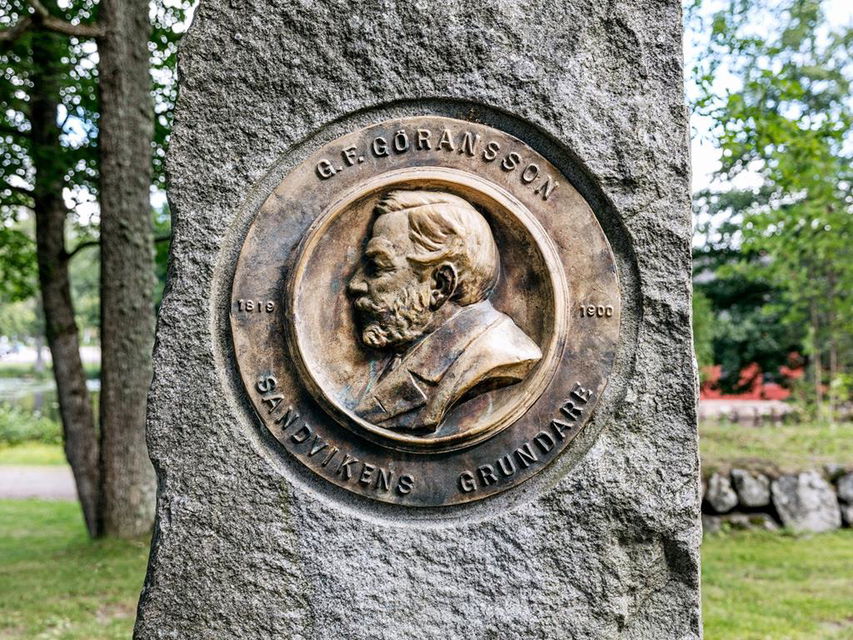 G.F. GÖRANSSON
1819 1900
SANDVIKENS GRUNDARE